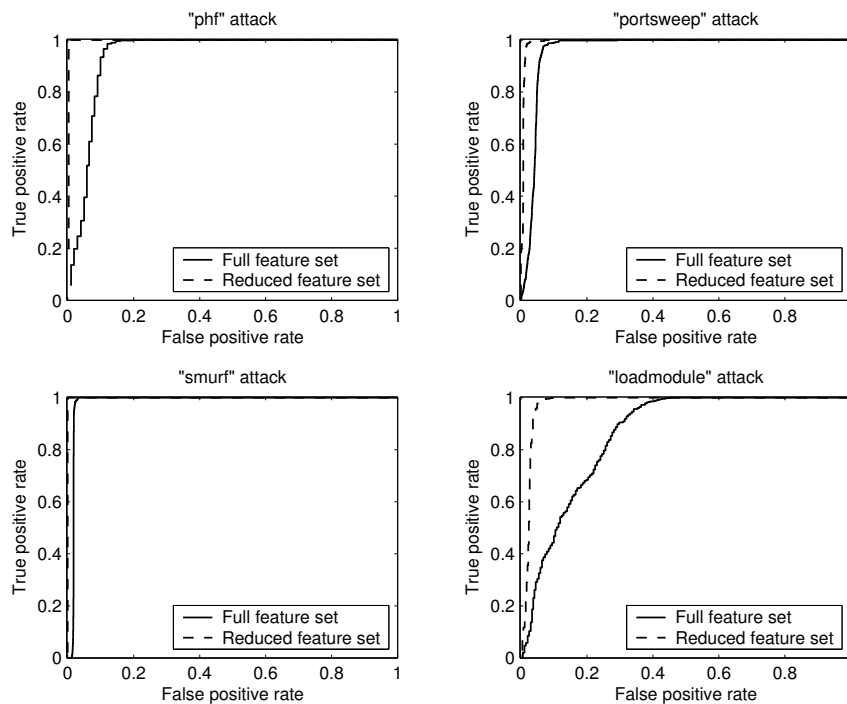 "phf" attack
1
0.8
0.6
0.4
0.2
0
0 0.2 0.4 0.6 0.8 1
True positive rate
False positive rate
Full feature set
Reduced feature set
"portsweep" attack
1
0.8
0.6
0.4
0.2
0
0 0.2 0.4 0.6 0.8
True positive rate
False positive rate
Full feature set
Reduced feature set
"smurf" attack
1
0.8
0.6
0.4
0.2
0
0 0.2 0.4 0.6 0.8 1
True positive rate
False positive rate
Full feature set
Reduced feature set
"loadmodule" attack
1
0.8
0.6
0.4
0.2
0
0 0.2 0.4 0.6 0.8
True positive rate
False positive rate
Full feature set
Reduced feature set